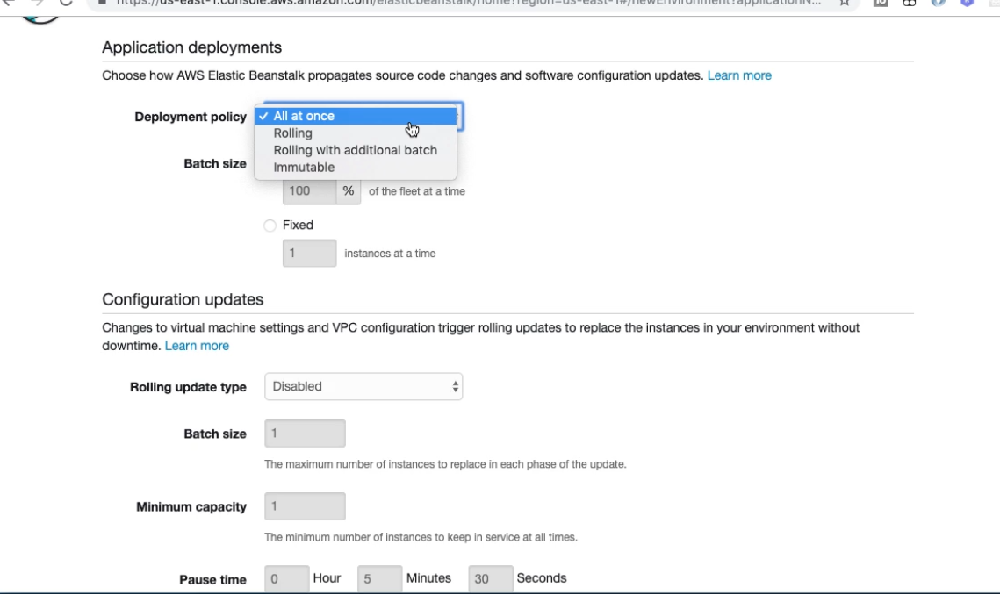 https://us-east-1.console.aws.amazon.com/elasticbeanstalk/home?region=us-east-1#/newEnvironment?applicationN...
Application deployments
Choose how AWS Elastic Beanstalk propagates source code changes and software configuration updates. Learn more
Deployment policy
✓ All at once
Rolling
Rolling with additional batch
Immutable
Batch size
100 % of the fleet at a time
Fixed
1 instances at a time
Configuration updates
Changes to virtual machine settings and VPC configuration trigger rolling updates to replace the instances in your environment without
downtime. Learn more
Rolling update type Disabled
Batch size 1
The maximum number of instances to replace in each phase of the update.
Minimum capacity 1
The minimum number of instances to keep in service at all times.
Pause time 0 Hour 5 Minutes 30 Seconds